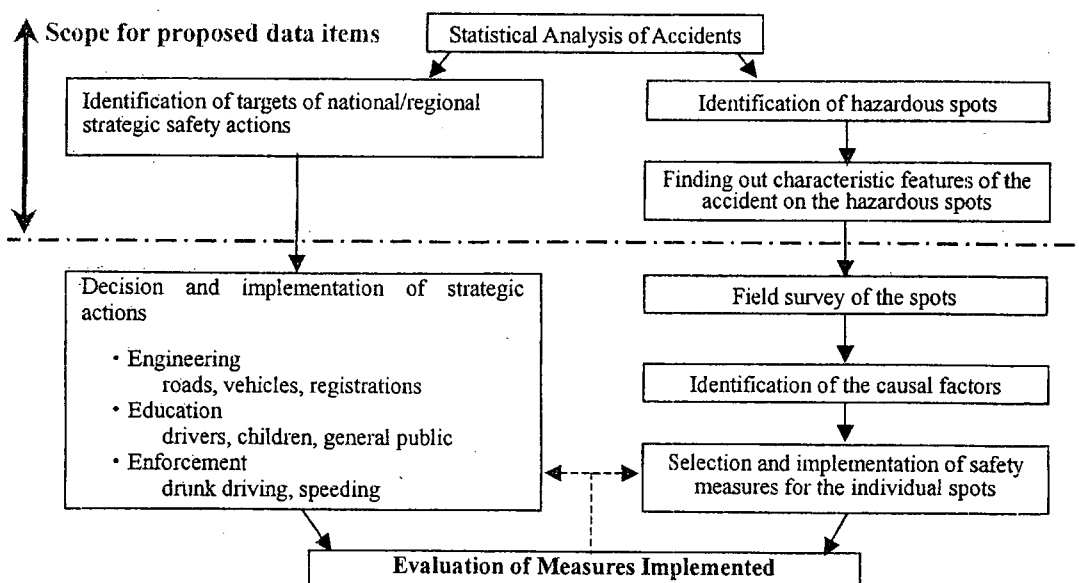 Scope for proposed data items
Statistical Analysis of Accidents
Identification of targets of national/regional
strategic safety actions
Identification of hazardous spots
Finding out characteristic features of the
accident on the hazardous spots
Decision and implementation of strategic
actions
・Engineering
roads, vehicles, registrations
・Education
drivers, children, general public
・Enforcement
drunk driving, speeding
Field survey of the spots
Identification of the causal factors
Selection and implementation of safety
measures for the individual spots
Evaluation of Measures Implemented